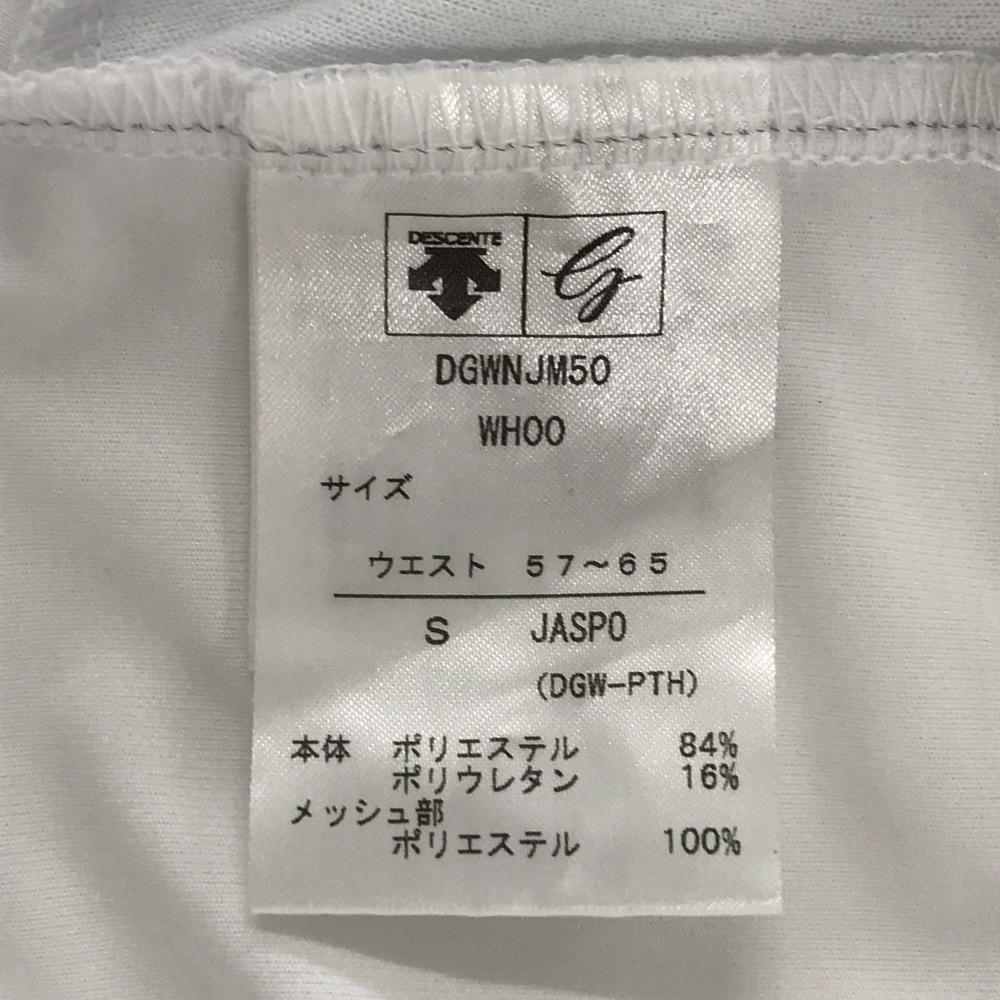 DESCENTE
G
DGWNJM50
WH00
サイズ
ウエスト 57~65
S JASPO
(DGW-PTH)
本体 ポリエステル 84%
ポリウレタン 16%
メッシュ部
ポリエステル 100%